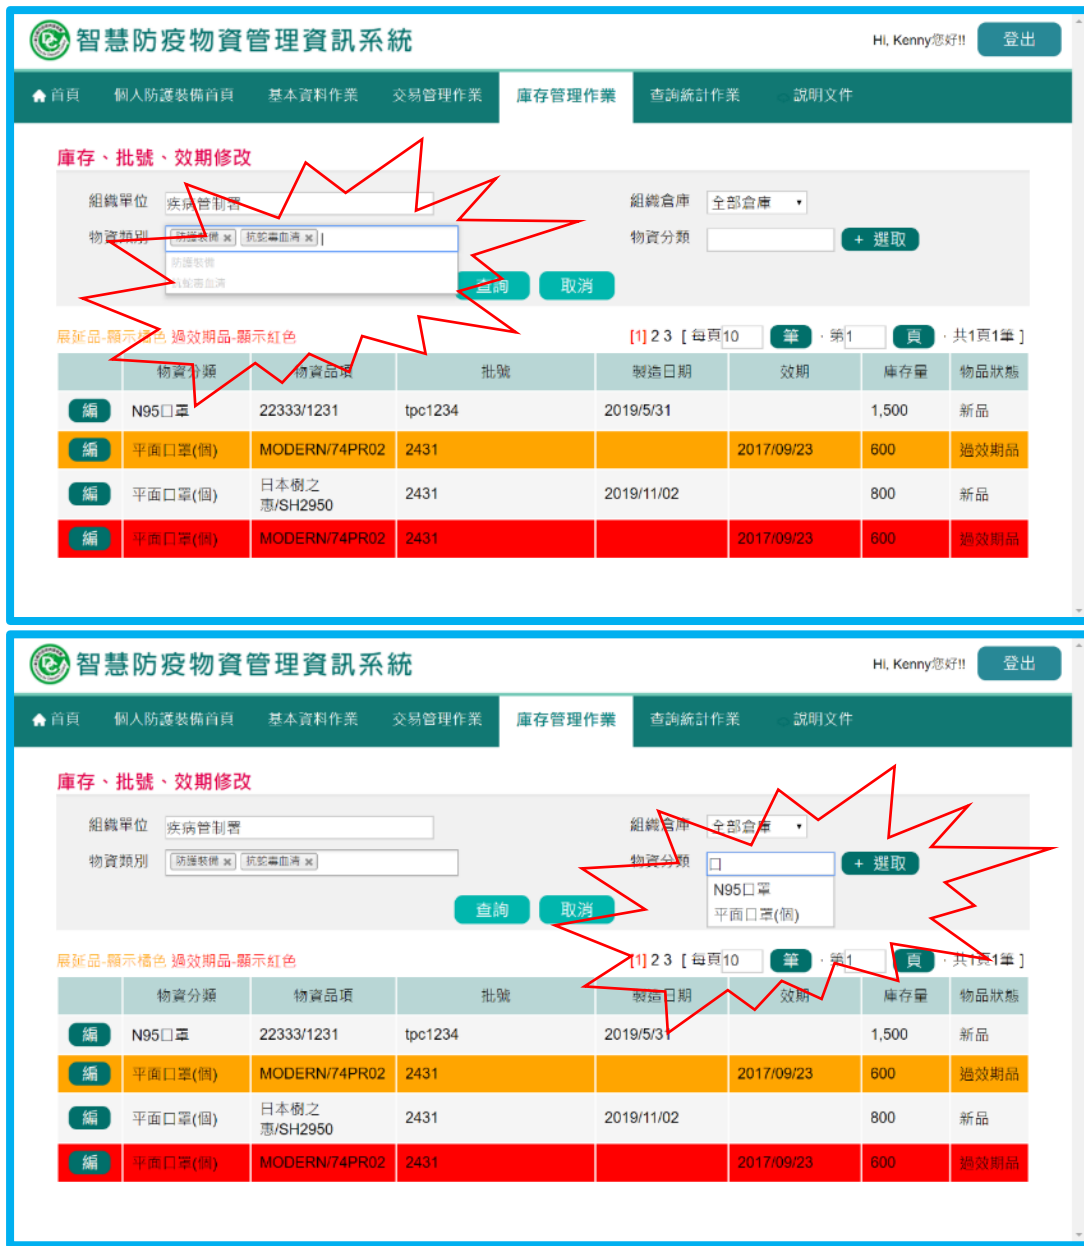 智慧防疫物資管理資訊系統 Hi, Kenny您好!! 登出
首頁 個人防護裝備首頁 基本資料作業 交易管理作業 庫存管理作業 查詢統計作業 說明文件
庫存、批號、效期修改
組織單位 疾病管制署 組織倉庫 全部倉庫
物資類別 防護裝備 × 抗蛇毒血清 × 物資分類 + 選取
防護裝備
抗蛇毒血清
查詢 取消
展延品-顯示橘色 過效期品-顯示紅色 [1] 2 3 [ 每頁10 筆 · 第1 頁 · 共1頁1筆 ]
物資分類 物資品項 批號 製造日期 效期 庫存量 物品狀態
編 N95口罩 22333/1231 tpc1234 2019/5/31 1,500 新品
編 平面口罩(個) MODERN/74PR02 2431 2017/09/23 600 過效期品
編 平面口罩(個) 日本樹之惠/SH2950 2431 2019/11/02 800 新品
編 平面口罩(個) MODERN/74PR02 2431 2017/09/23 600 過效期品
智慧防疫物資管理資訊系統 Hi, Kenny您好!! 登出
首頁 個人防護裝備首頁 基本資料作業 交易管理作業 庫存管理作業 查詢統計作業 說明文件
庫存、批號、效期修改
組織單位 疾病管制署 組織倉庫 全部倉庫
物資類別 防護裝備 × 抗蛇毒血清 × 物資分類 口 + 選取
N95口罩
平面口罩(個)
查詢 取消
展延品-顯示橘色 過效期品-顯示紅色 [1] 2 3 [ 每頁10 筆 · 第1 頁 · 共1頁1筆 ]
物資分類 物資品項 批號 製造日期 效期 庫存量 物品狀態
編 N95口罩 22333/1231 tpc1234 2019/5/31 1,500 新品
編 平面口罩(個) MODERN/74PR02 2431 2017/09/23 600 過效期品
編 平面口罩(個) 日本樹之惠/SH2950 2431 2019/11/02 800 新品
編 平面口罩(個) MODERN/74PR02 2431 2017/09/23 600 過效期品